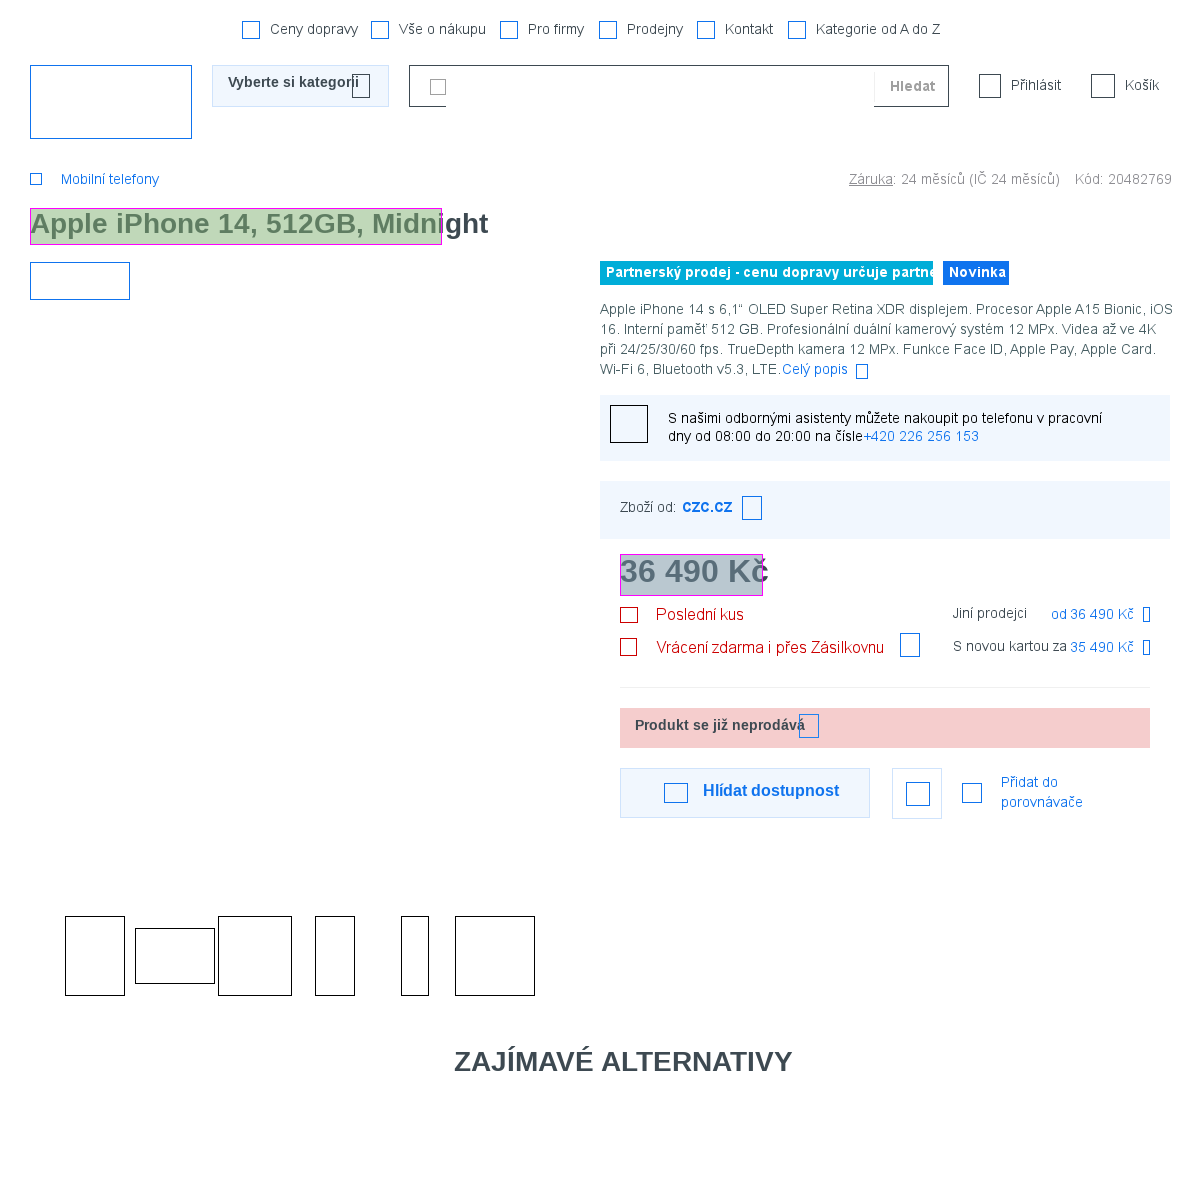 Ceny dopravy Vše o nákupu Pro firmy Prodejny Kontakt Kategorie od A do Z
Vyberte si kategorii Hledat Přihlásit Košík
Mobilní telefony Záruka: 24 měsíců (IČ 24 měsíců) Kód: 20482769
Apple iPhone 14, 512GB, Midnight
Partnerský prodej - cenu dopravy určuje Novinka
Apple iPhone 14 s 6,1“ OLED Super Retina XDR displejem. Procesor Apple A15 Bionic, iOS
16. Interní paměť 512 GB. Profesionální duální kamerový systém 12 MPx. Videa až ve 4K
při 24/25/30/60 fps. TrueDepth kamera 12 MPx. Funkce Face ID, Apple Pay, Apple Card.
Wi-Fi 6, Bluetooth v5.3, LTE.Celý popis
S našimi odbornými asistenty můžete nakoupit po telefonu v pracovní
dny od 08:00 do 20:00 na čísle+420 226 256 153
Zboží od: czc.cz
36 490 Kč
Poslední kus Jiní prodejci od 36 490 Kč
Vrácení zdarma i přes Zásilkovnu S novou kartou za 35 490 Kč
Produkt se již neprodává
Hlídat dostupnost
Přidat do
porovnávače
ZAJÍMAVÉ ALTERNATIVY